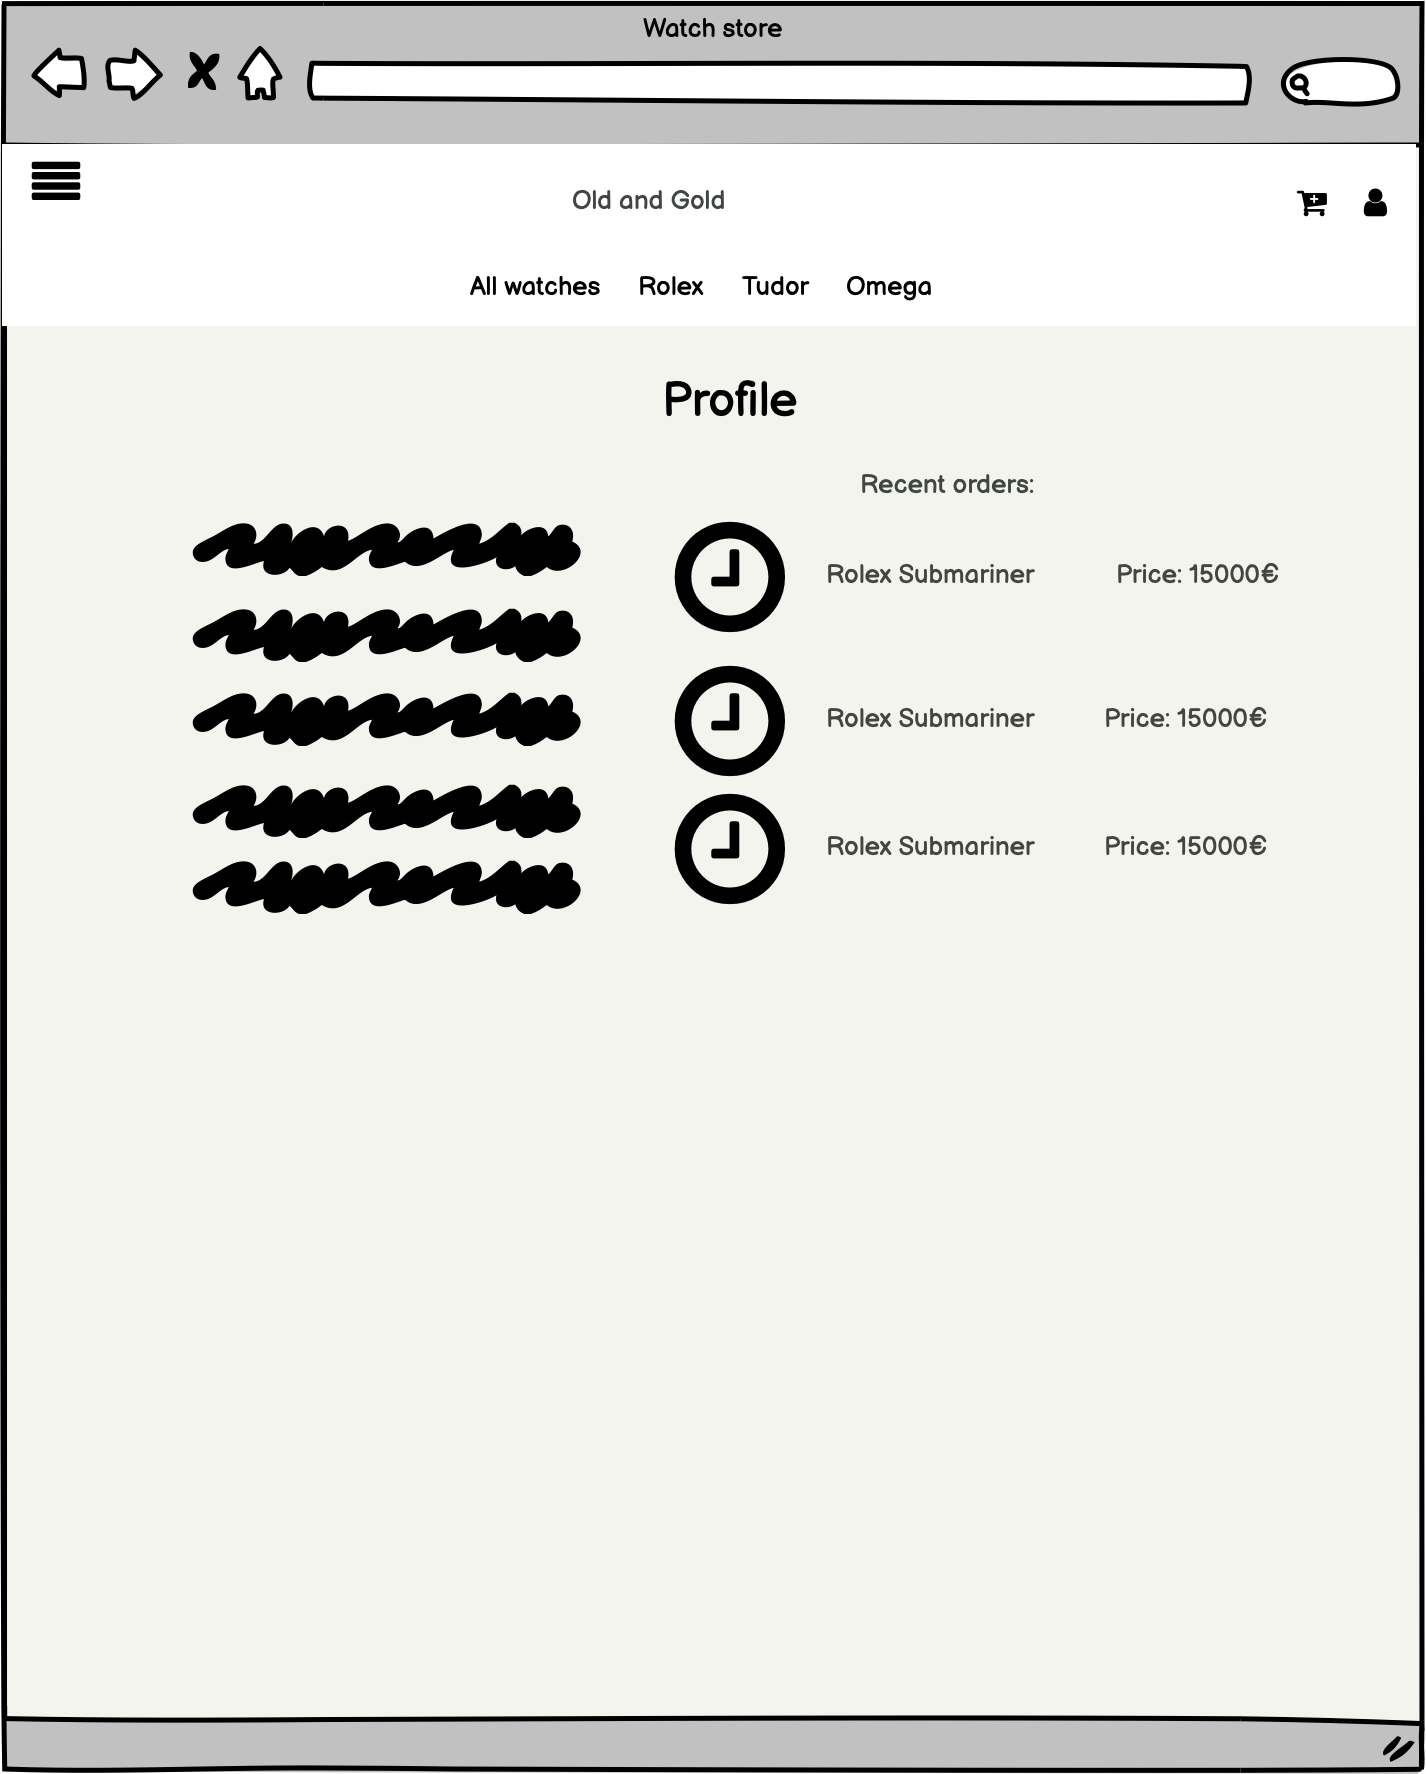 Watch store
Old and Gold
All watches Rolex Tudor Omega
Profile
Recent orders:
Rolex Submariner Price: 15000€
Rolex Submariner Price: 15000€
Rolex Submariner Price: 15000€